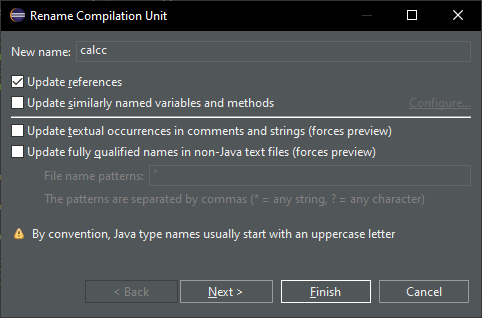 Rename Compilation Unit
New name: calcc
Update references
Update similarly named variables and methods Configure...
Update textual occurrences in comments and strings (forces preview)
Update fully qualified names in non-Java text files (forces preview)
File name patterns: *
The patterns are separated by commas (* = any string, ? = any character)
By convention, Java type names usually start with an uppercase letter
< Back Next > Finish Cancel